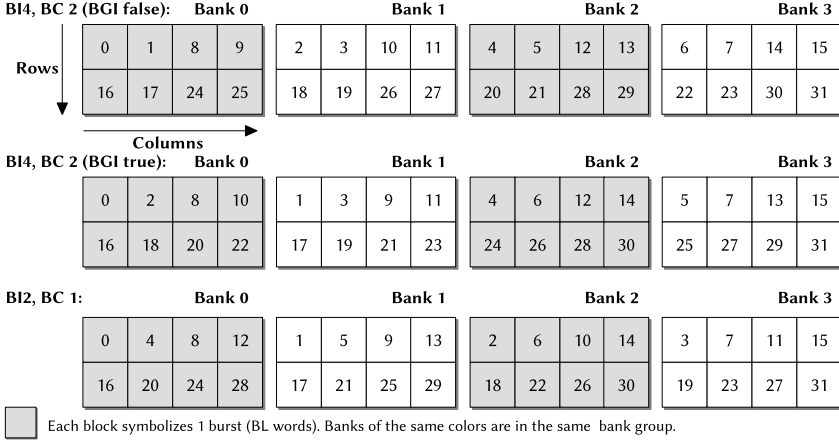 BI4, BC 2 (BGI false): Bank 0 Bank 1 Bank 2 Bank 3
0 1 8 9 2 3 10 11 4 5 12 13 6 7 14 15
Rows
16 17 24 25 18 19 26 27 20 21 28 29 22 23 30 31
Columns
BI4, BC 2 (BGI true): Bank 0 Bank 1 Bank 2 Bank 3
0 2 8 10 1 3 9 11 4 6 12 14 5 7 13 15
16 18 20 22 17 19 21 23 24 26 28 30 25 27 29 31
BI2, BC 1: Bank 0 Bank 1 Bank 2 Bank 3
0 4 8 12 1 5 9 13 2 6 10 14 3 7 11 15
16 20 24 28 17 21 25 29 18 22 26 30 19 23 27 31
Each block symbolizes 1 burst (BL words). Banks of the same colors are in the same bank group.